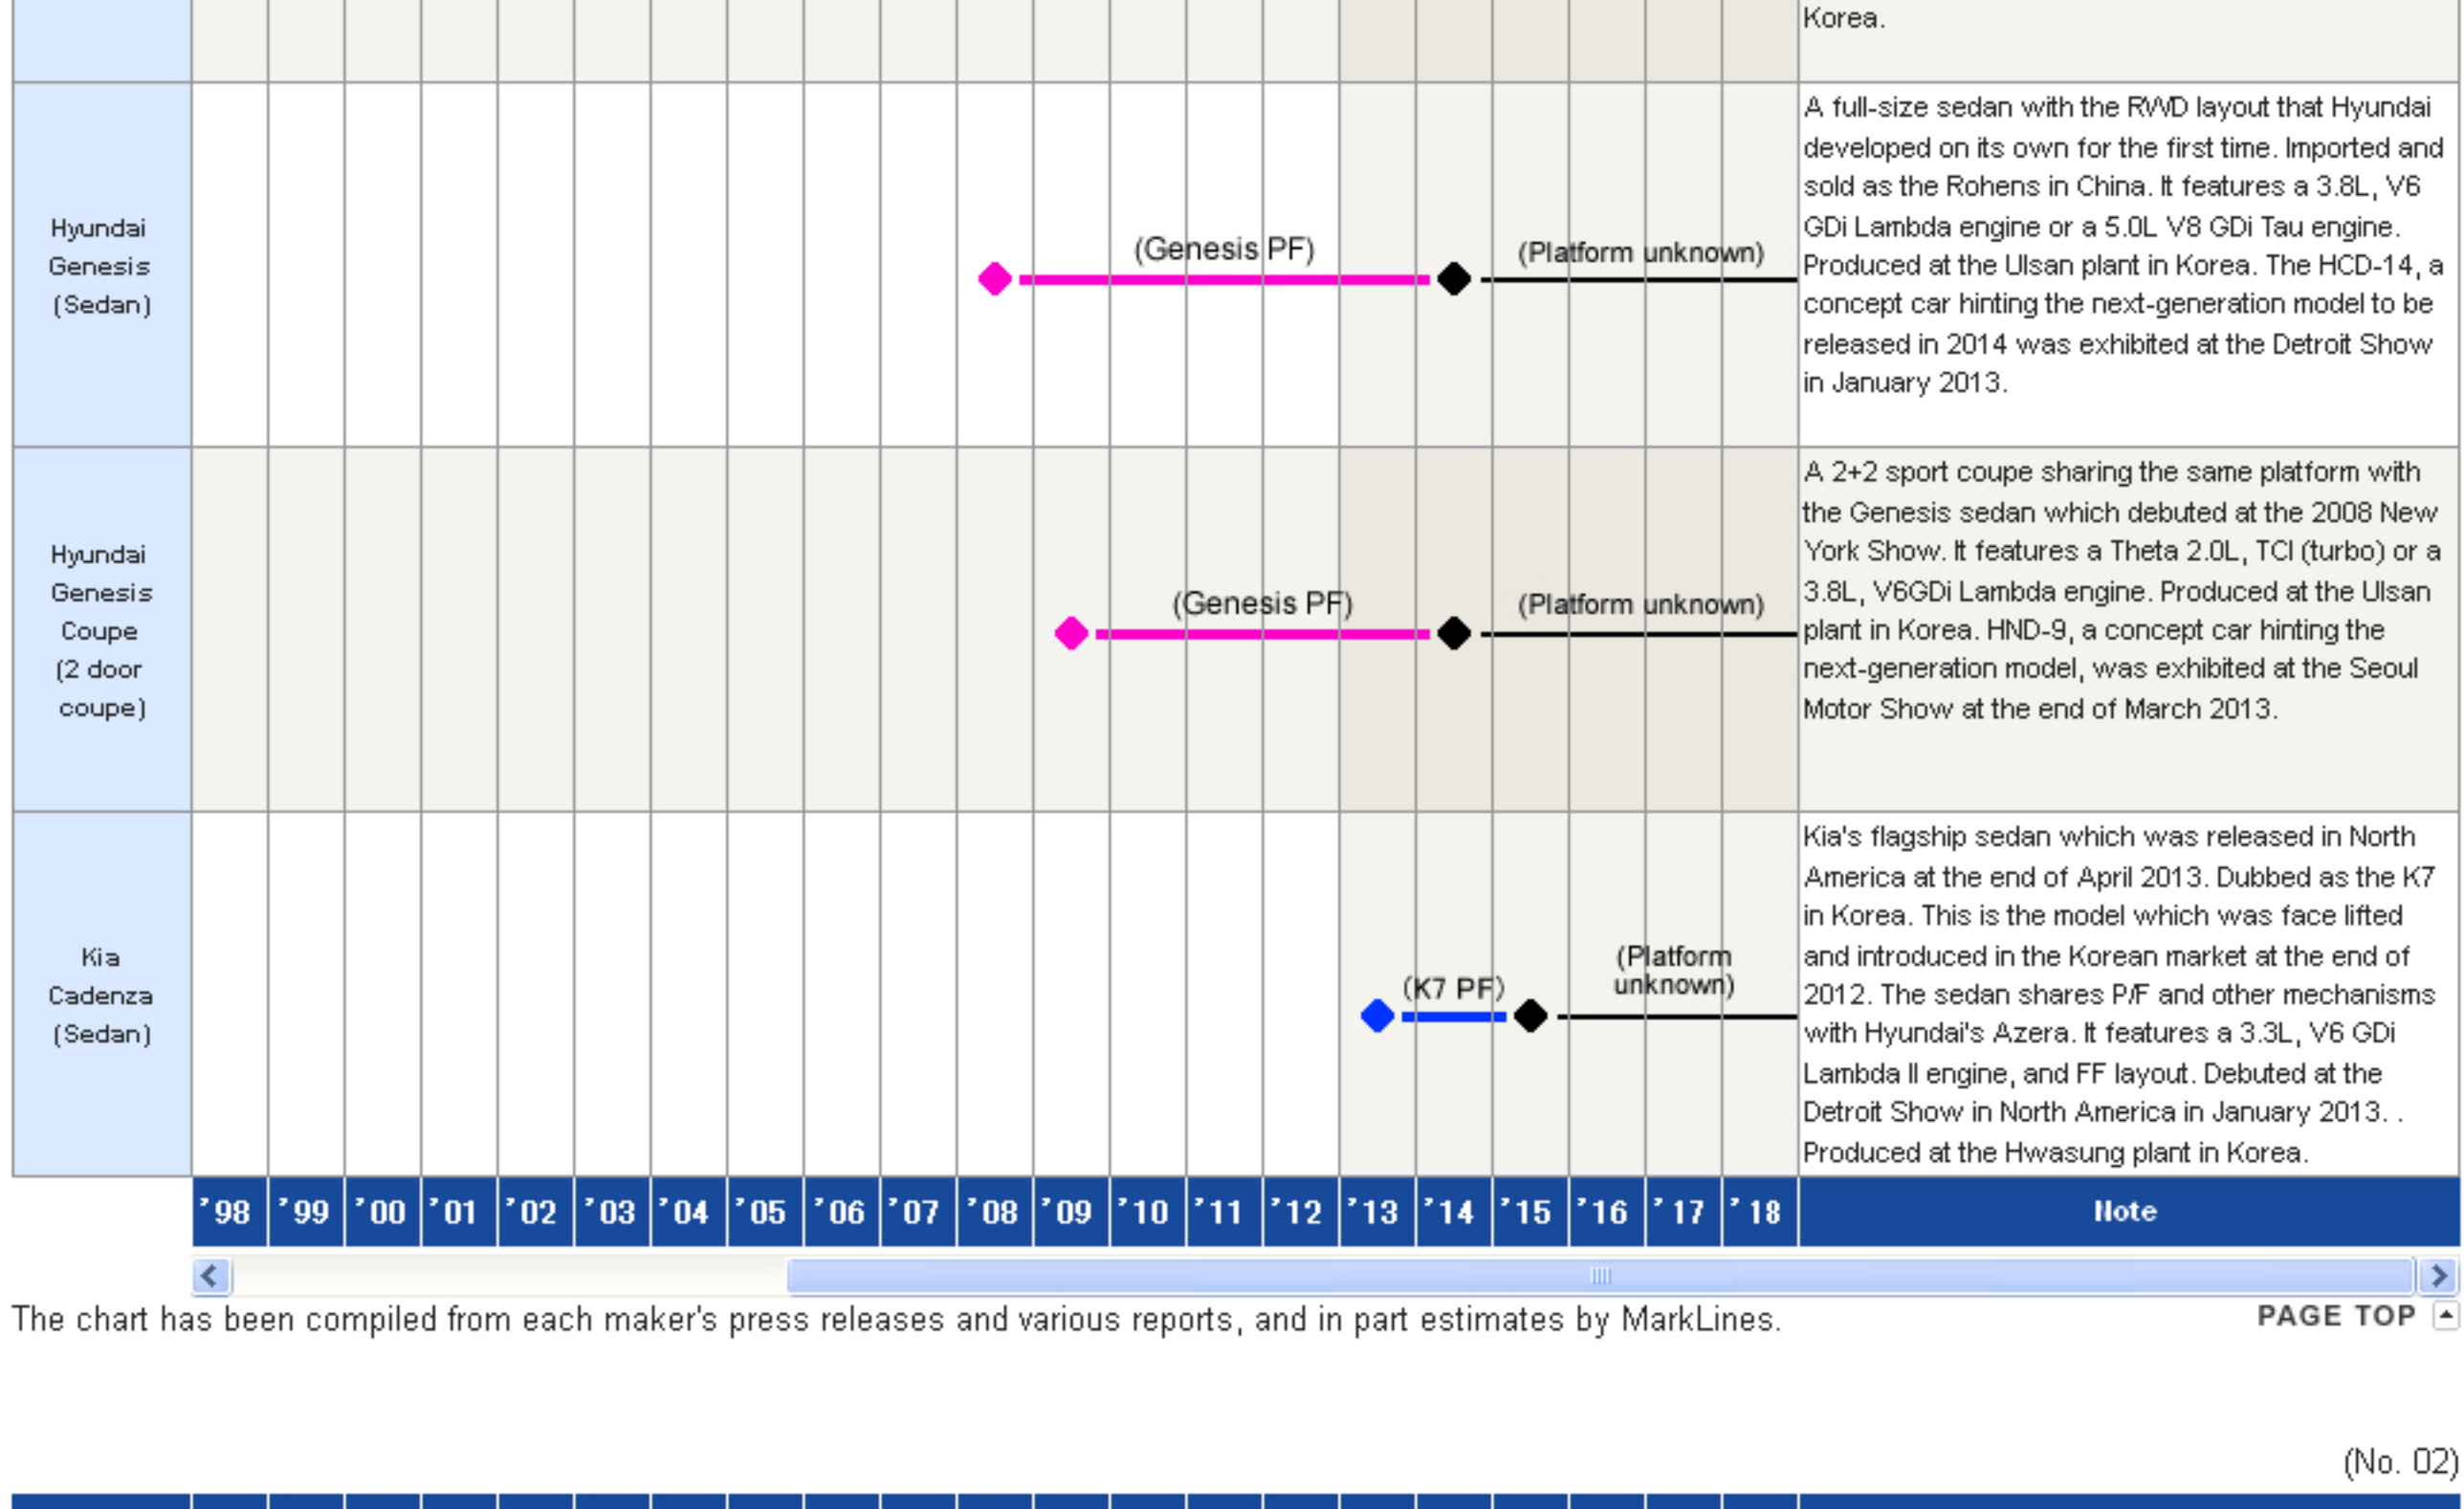 Korea.
Hyundai
Genesis
(Sedan)
(Genesis PF)
(Platform unknown)
A full-size sedan with the RWD layout that Hyundai
developed on its own for the first time. Imported and
sold as the Rohens in China. It features a 3.8L, V6
GDi Lambda engine or a 5.0L V8 GDi Tau engine.
Produced at the Ulsan plant in Korea. The HCD-14, a
concept car hinting the next-generation model to be
released in 2014 was exhibited at the Detroit Show
in January 2013.
Hyundai
Genesis
Coupe
(2 door
coupe)
(Genesis PF)
(Platform unknown)
A 2+2 sport coupe sharing the same platform with
the Genesis sedan which debuted at the 2008 New
York Show. It features a Theta 2.0L, TCI (turbo) or a
3.8L, V6GDi Lambda engine. Produced at the Ulsan
plant in Korea. HND-9, a concept car hinting the
next-generation model, was exhibited at the Seoul
Motor Show at the end of March 2013.
Kia
Cadenza
(Sedan)
(K7 PF)
(Platform
unknown)
Kia's flagship sedan which was released in North
America at the end of April 2013. Dubbed as the K7
in Korea. This is the model which was face lifted
and introduced in the Korean market at the end of
2012. The sedan shares P/F and other mechanisms
with Hyundai's Azera. It features a 3.3L, V6 GDi
Lambda II engine, and FF layout. Debuted at the
Detroit Show in North America in January 2013. .
Produced at the Hwasung plant in Korea.
'98 '99 '00 '01 '02 '03 '04 '05 '06 '07 '08 '09 '10 '11 '12 '13 '14 '15 '16 '17 '18 Note
The chart has been compiled from each maker's press releases and various reports, and in part estimates by MarkLines.
PAGE TOP
(No. 02)